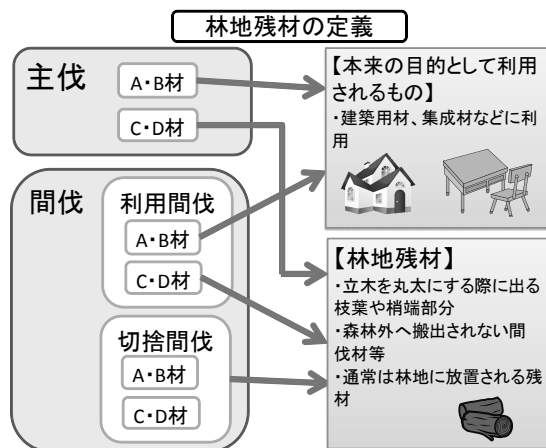 林地残材の定義
主伐
A・B材
C・D材
間伐
利用間伐
A・B材
C・D材
切捨間伐
A・B材
C・D材
【本来の目的として利用
されるもの】
・建築用材、集成材などに利
用
【林地残材】
・立木を丸太にする際に出る
枝葉や梢端部分
・森林外へ搬出されない間
伐材等
・通常は林地に放置される残
材